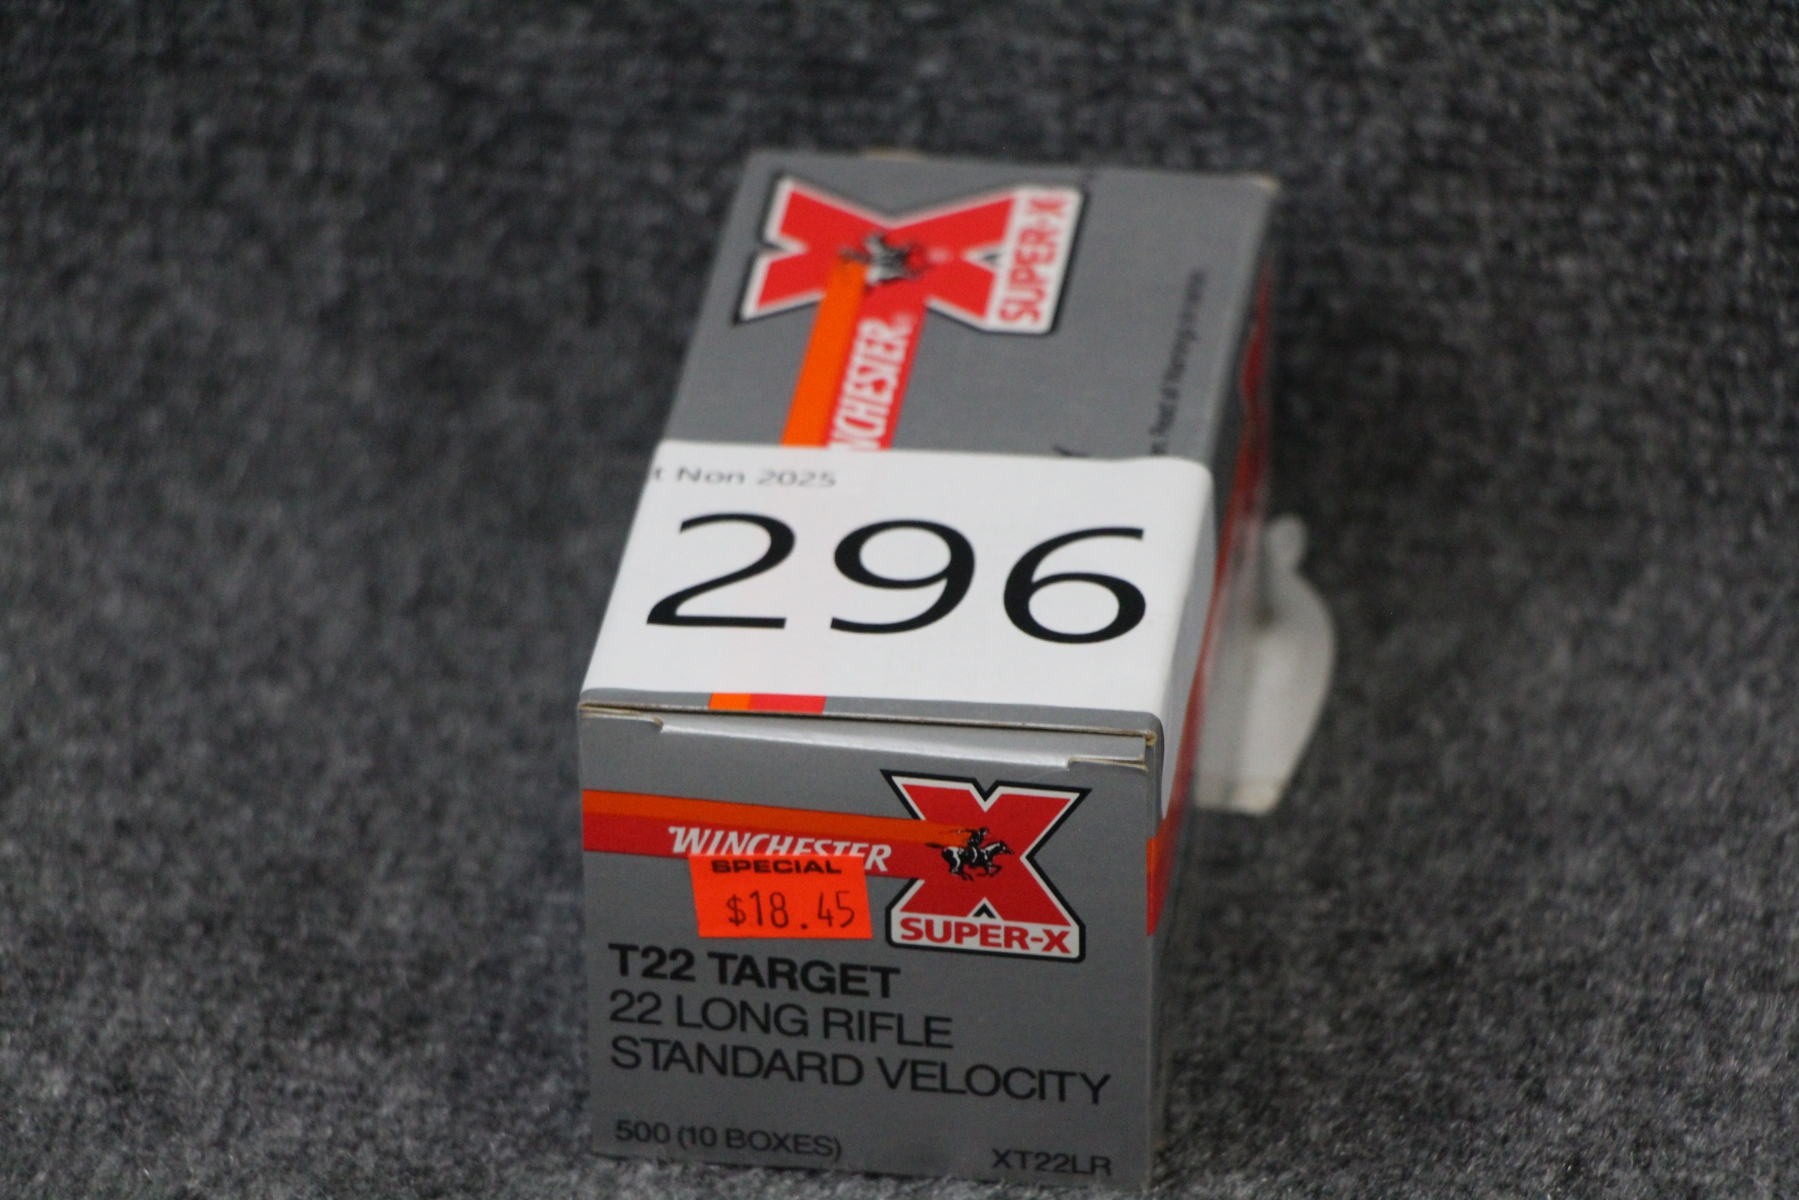 SUPER-X
WINCHESTER
t Non 2025
296
WINCHESTER
SPECIAL
$18.45
SUPER-X
T22 TARGET
22 LONG RIFLE
STANDARD VELOCITY
500 (10 BOXES)
XT22LR